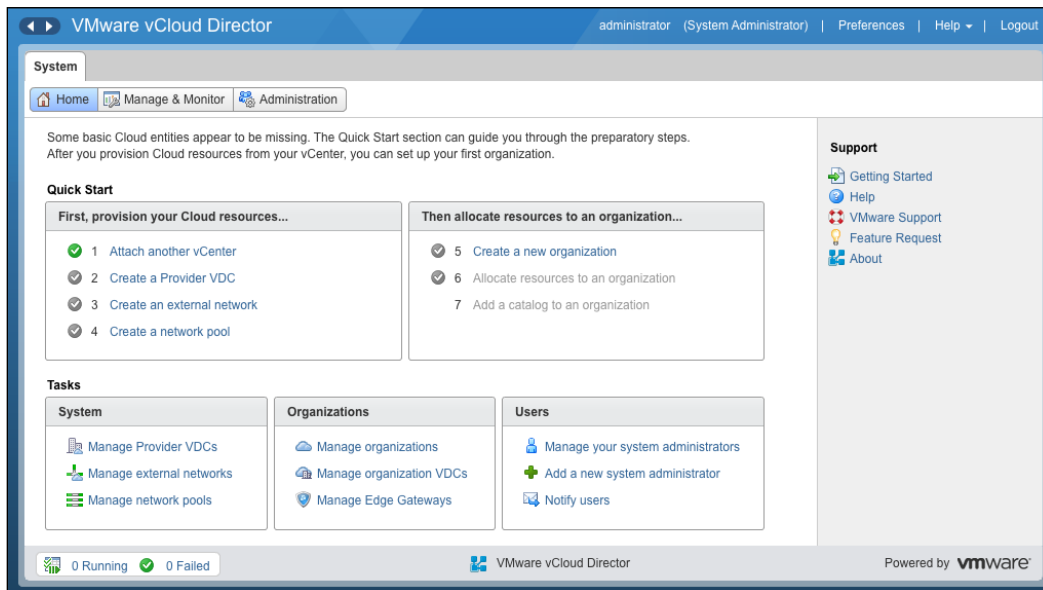 VMware vCloud Director
administrator (System Administrator) | Preferences | Help | Logout
System
Home Manage & Monitor Administration
Some basic Cloud entities appear to be missing. The Quick Start section can guide you through the preparatory steps.
After you provision Cloud resources from your vCenter, you can set up your first organization.
Quick Start
First, provision your Cloud resources...
1 Attach another vCenter
2 Create a Provider VDC
3 Create an external network
4 Create a network pool
Then allocate resources to an organization...
5 Create a new organization
6 Allocate resources to an organization
7 Add a catalog to an organization
Tasks
System
Manage Provider VDCs
Manage external networks
Manage network pools
Organizations
Manage organizations
Manage organization VDCs
Manage Edge Gateways
Users
Manage your system administrators
Add a new system administrator
Notify users
Support
Getting Started
Help
VMware Support
Feature Request
About
0 Running 0 Failed
VMware vCloud Director
Powered by vmware